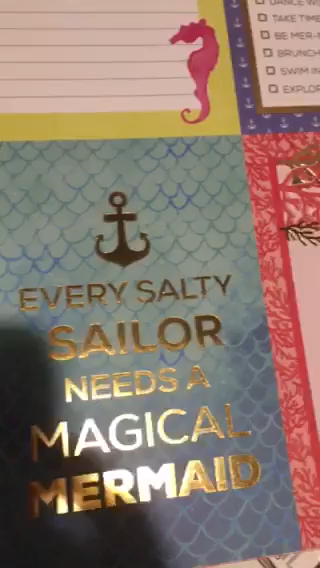 TAKE TIME
BRUNCH
SWIM IN
EVERY SALTY
SAILOR
NEEDS A
MAGICAL
MERMAID